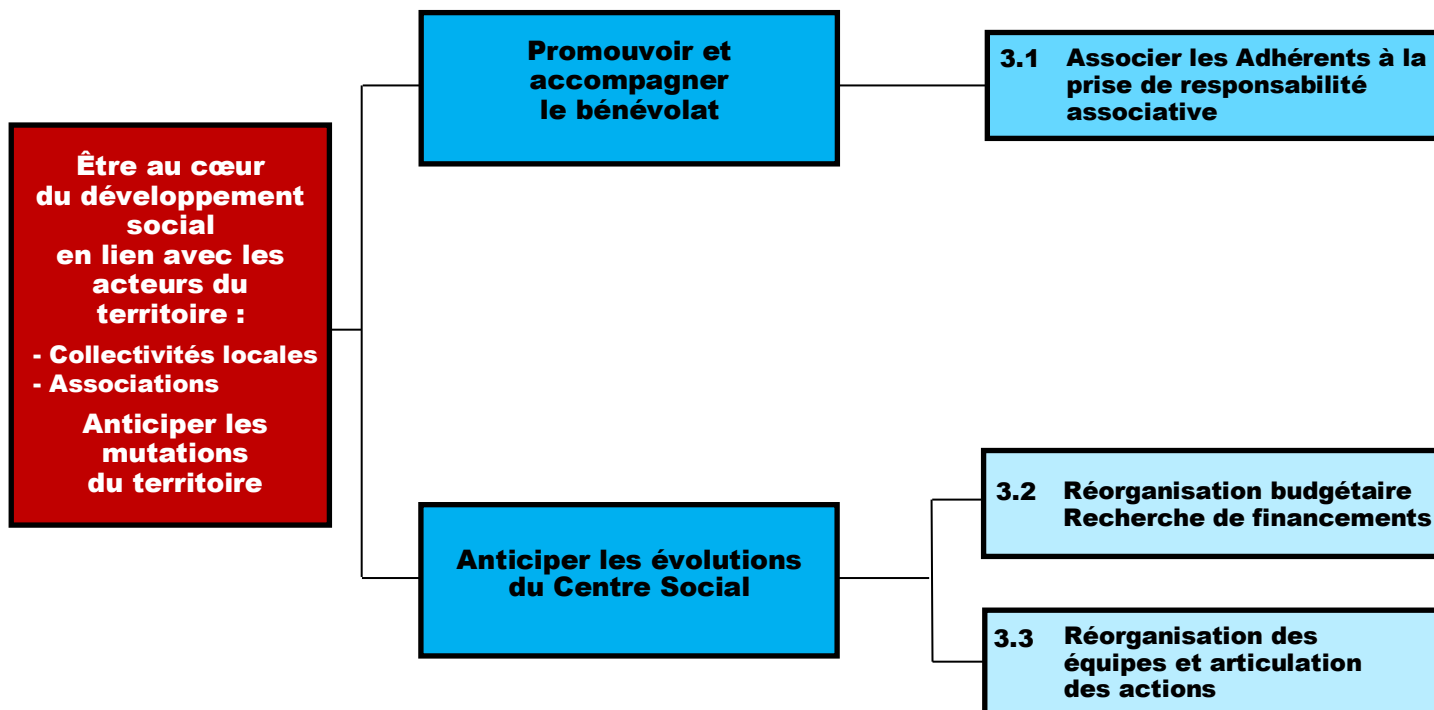 Être au cœur
du développement
social
en lien avec les
acteurs du
territoire :
- Collectivités locales
- Associations
Anticiper les
mutations
du territoire
Promouvoir et
accompagner
le bénévolat
3.1 Associer les Adhérents à la
prise de responsabilité
associative
Anticiper les évolutions
du Centre Social
3.2 Réorganisation budgétaire
Recherche de financements
3.3 Réorganisation des
équipes et articulation
des actions